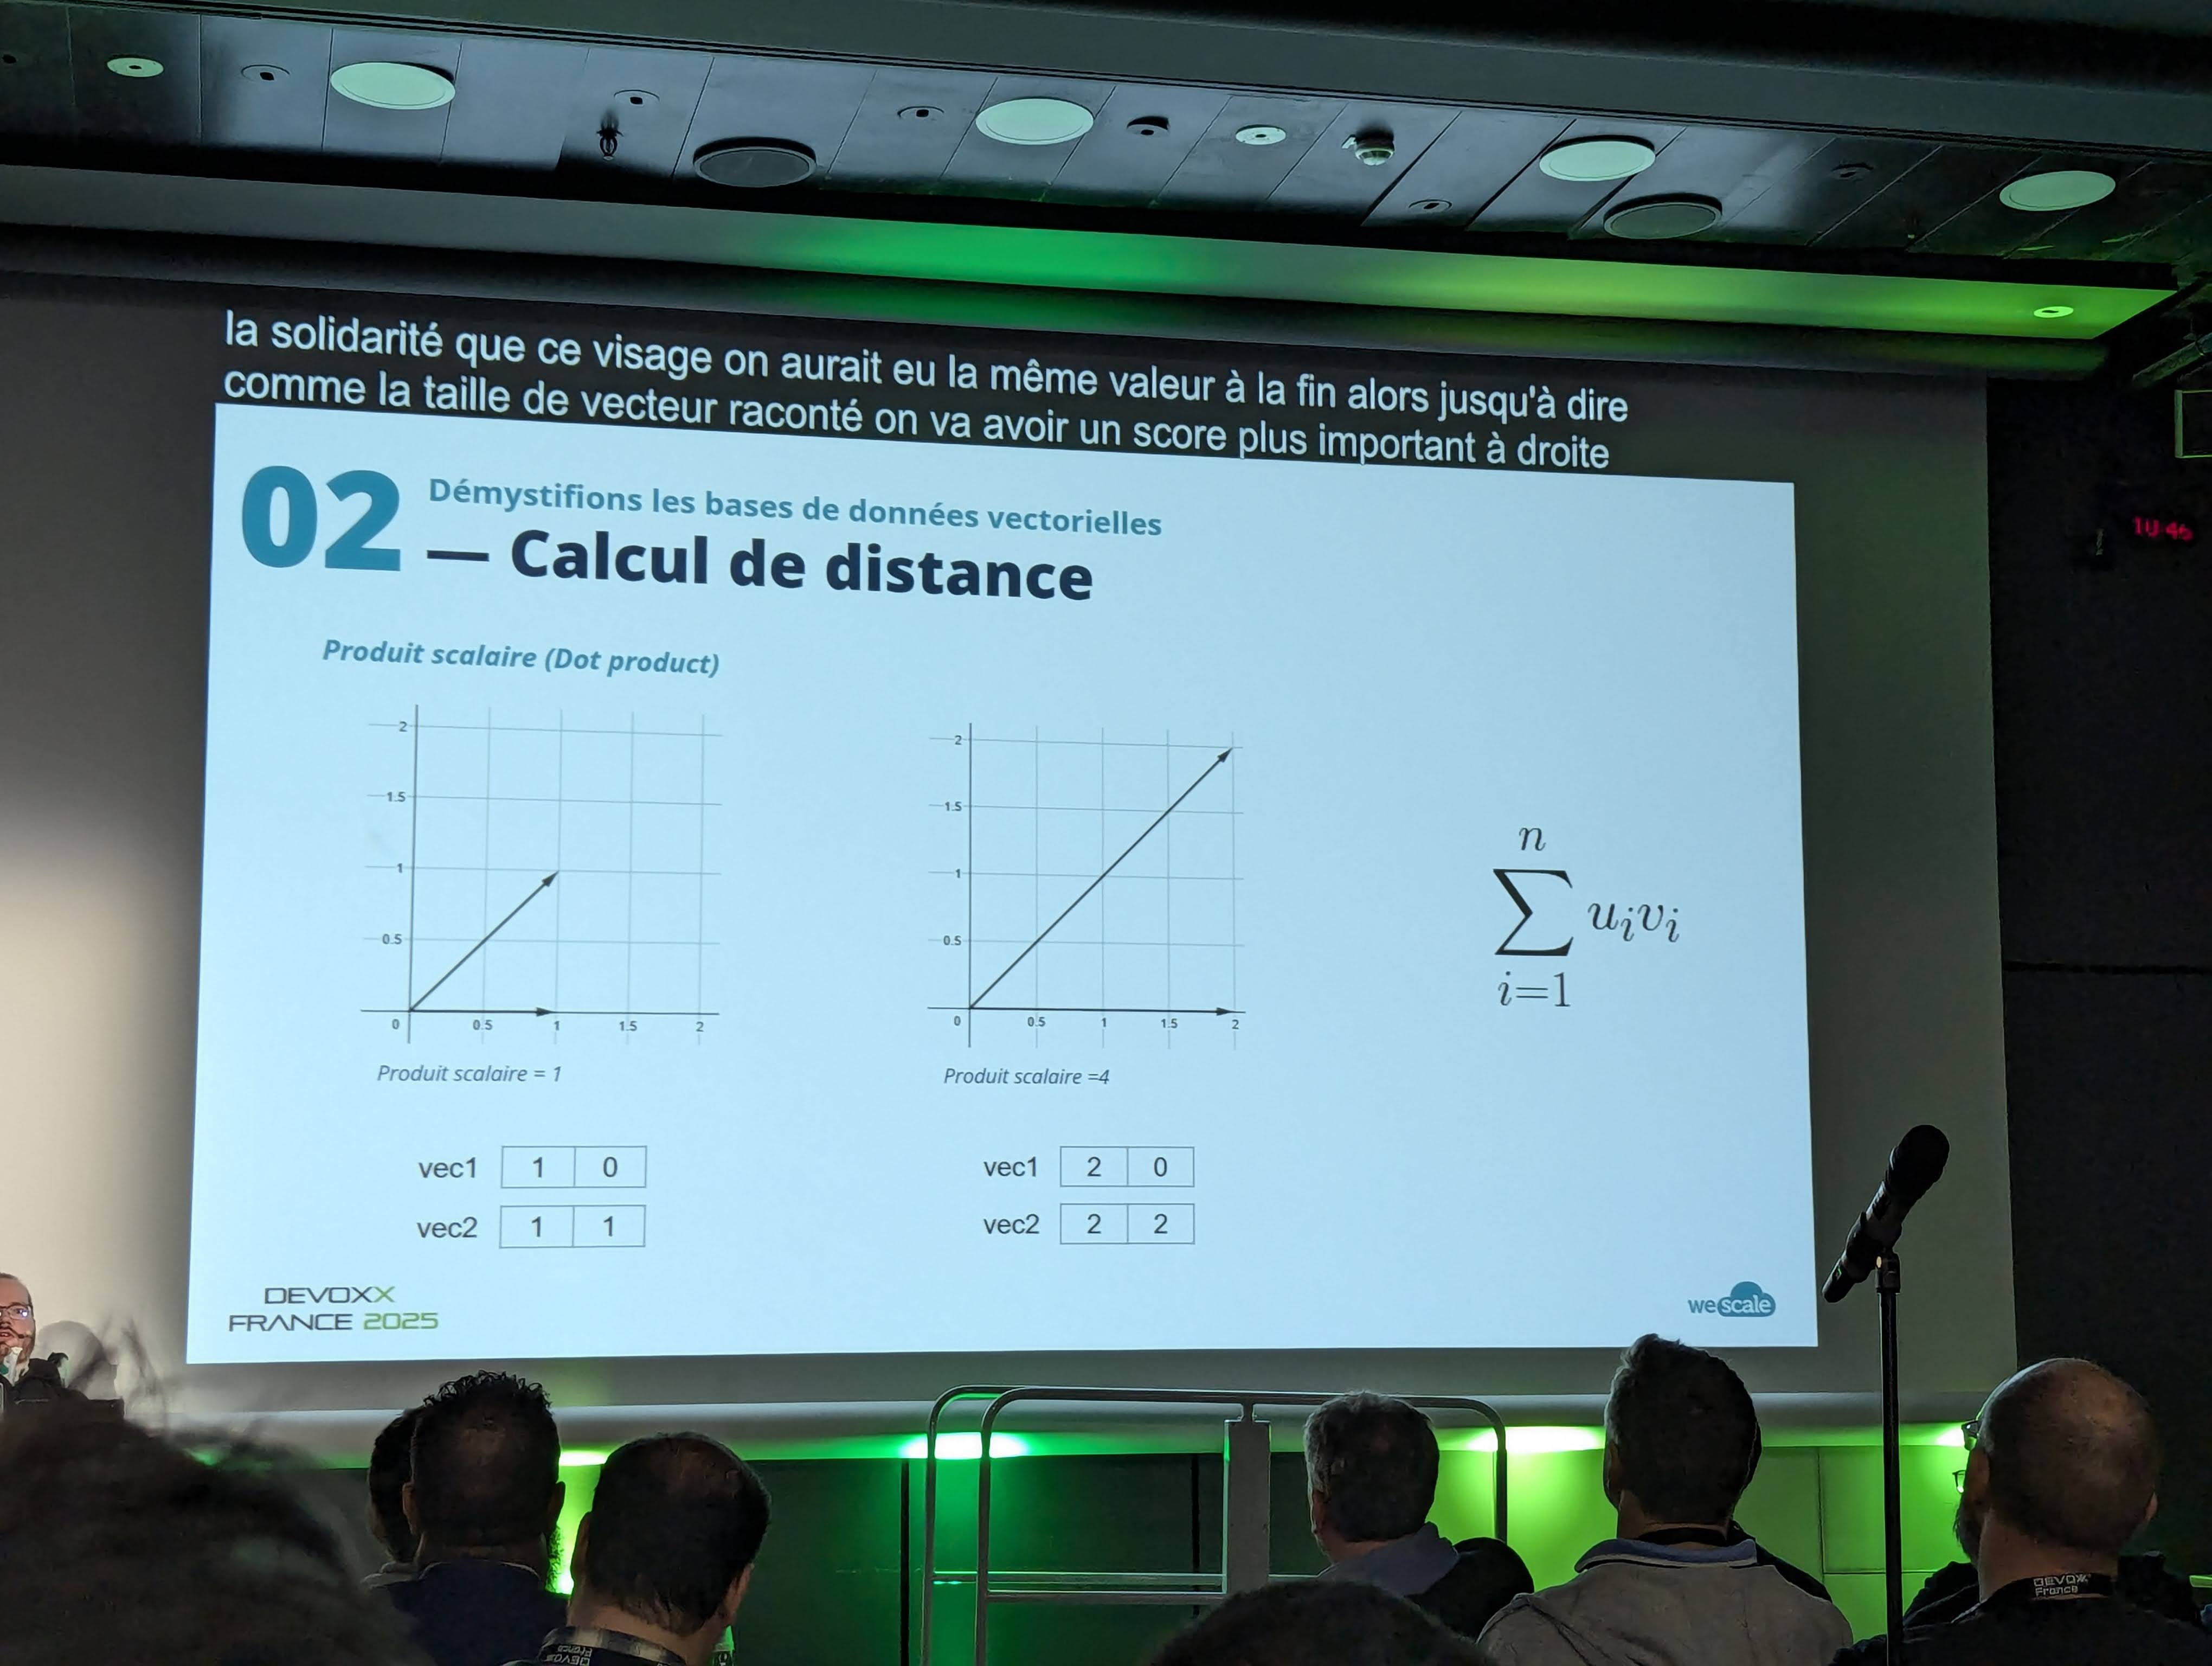 la solidarité que ce visage on aurait eu la même valeur à la fin alors jusqu'à dire
comme la taille de vecteur raconté on va avoir un score plus important à droite
02
Démystifions les bases de données vectorielles
— Calcul de distance
10:46
Produit scalaire (Dot product)
2
1.5
1
0.5
0 0.5 1 1.5 2
Produit scalaire = 1
vec1 1 0
vec2 1 1
2
1.5
1
0.5
0 0.5 1 1.5 2
Produit scalaire =4
vec1 2 0
vec2 2 2
n
∑ uᵢvᵢ
i=1
DEVOXX
FRANCE 2025
wescale
DEVOXX
France
DEVOXX
France